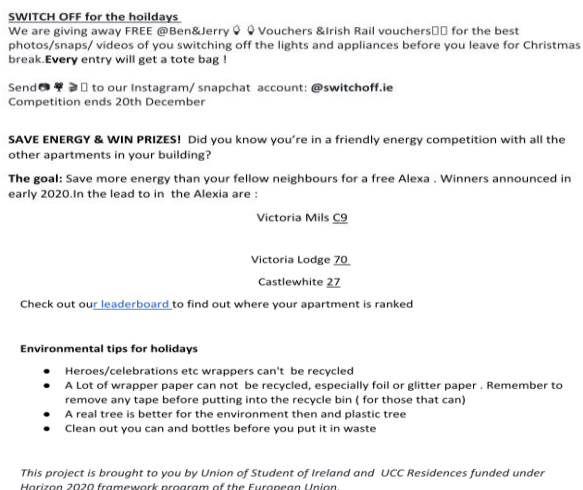 SWITCH OFF for the hoildays
We are giving away FREE @Ben&Jerry Vouchers &Irish Rail vouchers for the best
photos/snaps/ videos of you switching off the lights and appliances before you leave for Christmas
break.Every entry will get a tote bag !
Send to our Instagram/ snapchat account: @switchoff.ie
Competition ends 20th December
SAVE ENERGY & WIN PRIZES! Did you know you're in a friendly energy competition with all the
other apartments in your building?
The goal: Save more energy than your fellow neighbours for a free Alexa . Winners announced in
early 2020.In the lead to in the Alexia are :
Victoria Mils C9
Victoria Lodge 70
Castlewhite 27
Check out our leaderboard to find out where your apartment is ranked
Environmental tips for holidays
● Heroes/celebrations etc wrappers can't be recycled
● A Lot of wrapper paper can not be recycled, especially foil or glitter paper . Remember to
remove any tape before putting into the recycle bin ( for those that can)
● A real tree is better for the environment then and plastic tree
● Clean out you can and bottles before you put it in waste
This project is brought to you by Union of Student of Ireland and UCC Residences funded under
Horizon 2020 framework program of the European Union.